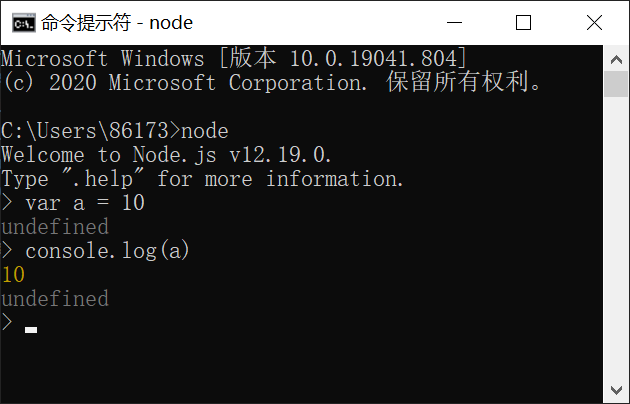 命令提示符 - node
Microsoft Windows [版本 10.0.19041.804]
(c) 2020 Microsoft Corporation. 保留所有权利。
C:\Users\86173>node
Welcome to Node.js v12.19.0.
Type ".help" for more information.
> var a = 10
undefined
> console.log(a)
10
undefined
>